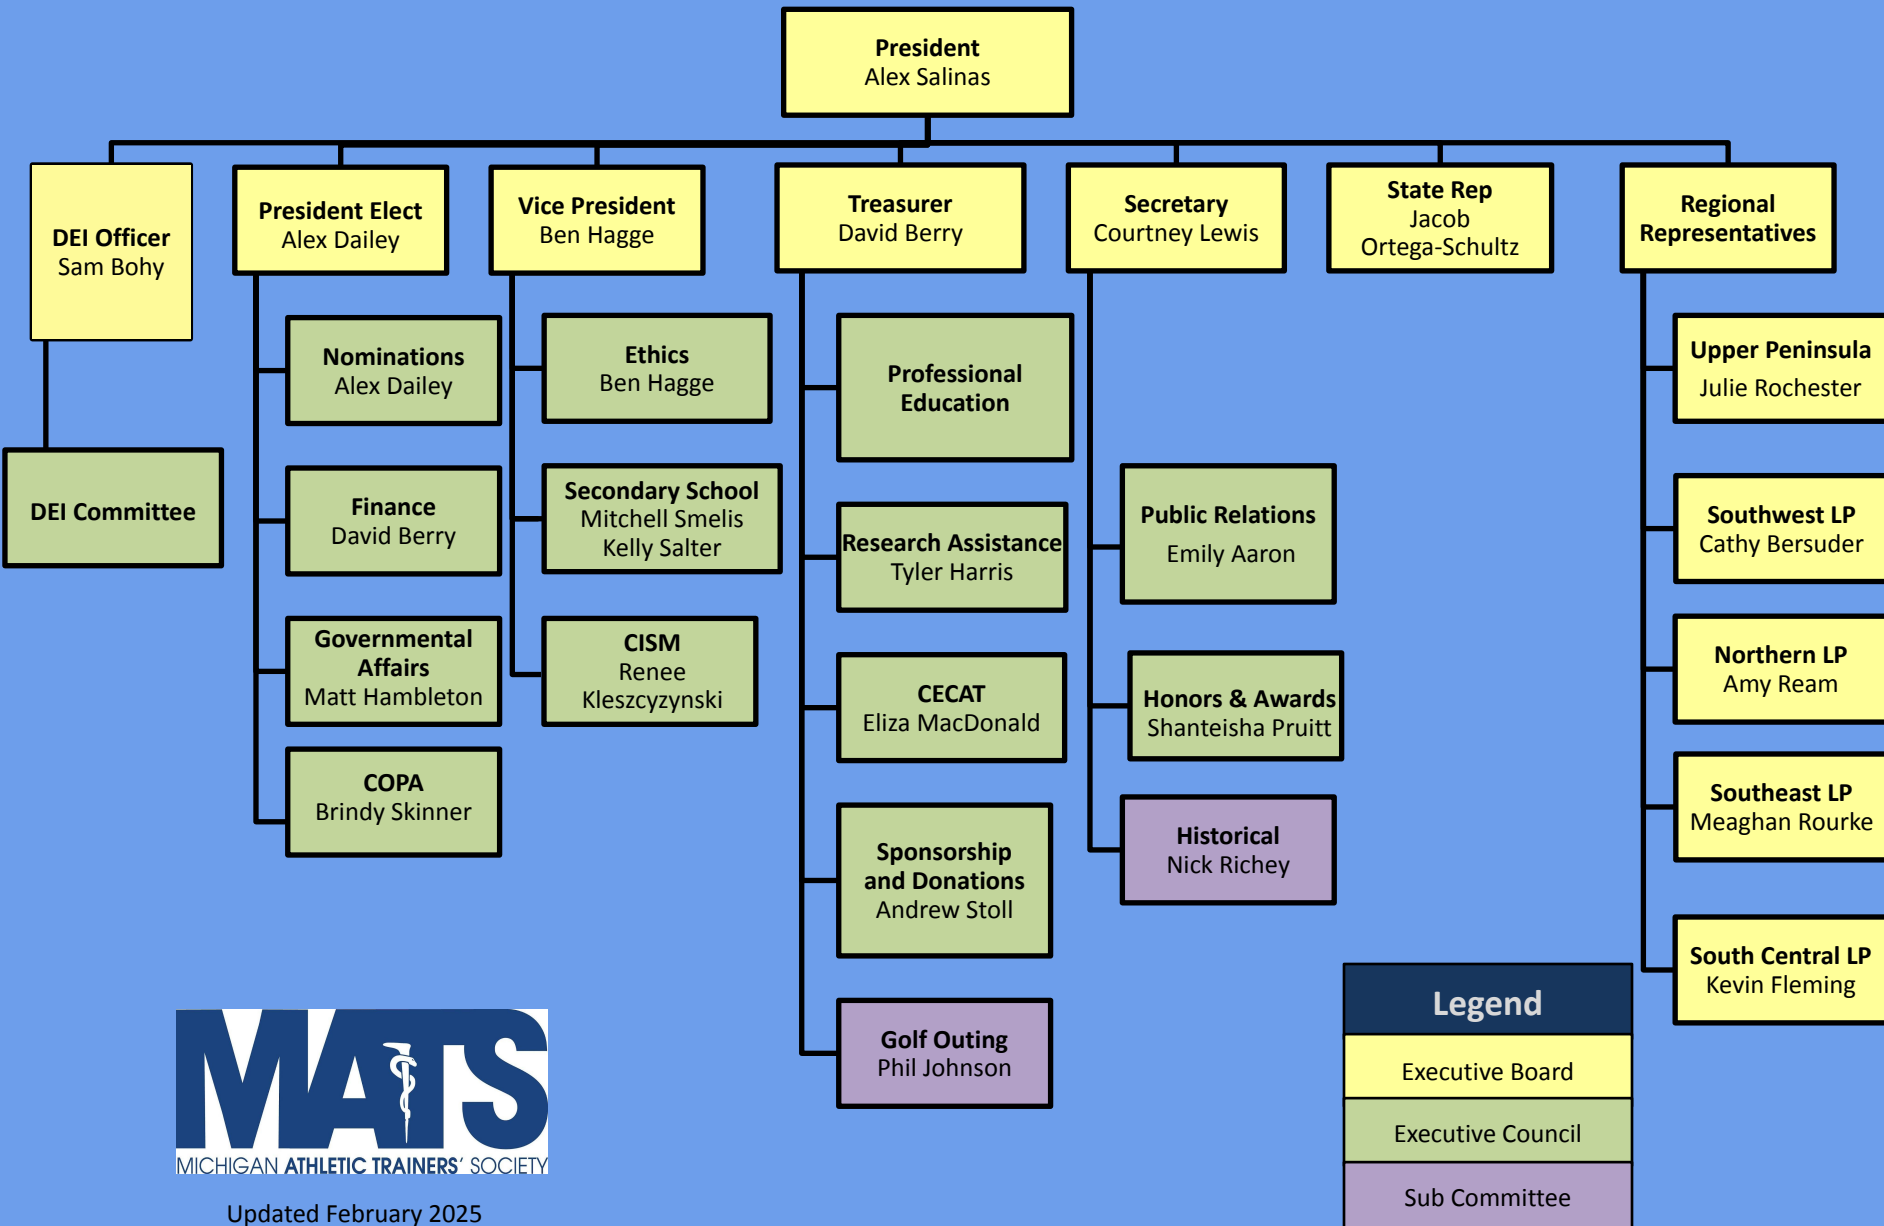 President
Alex Salinas
DEI Officer
Sam Bohy
President Elect
Alex Dailey
Vice President
Ben Hagge
Treasurer
David Berry
Secretary
Courtney Lewis
State Rep
Jacob
Ortega-Schultz
Regional
Representatives
DEI Committee
Nominations
Alex Dailey
Finance
David Berry
Governmental
Affairs
Matt Hambleton
COPA
Brindy Skinner
Ethics
Ben Hagge
Secondary School
Mitchell Smelis
Kelly Salter
CISM
Renee
Kleszcyzynski
Professional
Education
Research Assistance
Tyler Harris
CECAT
Eliza MacDonald
Sponsorship
and Donations
Andrew Stoll
Golf Outing
Phil Johnson
Public Relations
Emily Aaron
Honors & Awards
Shanteisha Pruitt
Historical
Nick Richey
Upper Peninsula
Julie Rochester
Southwest LP
Cathy Bersuder
Northern LP
Amy Ream
Southeast LP
Meaghan Rourke
South Central LP
Kevin Fleming
Legend
Executive Board
Executive Council
Sub Committee
MATS
MICHIGAN ATHLETIC TRAINERS' SOCIETY
Updated February 2025